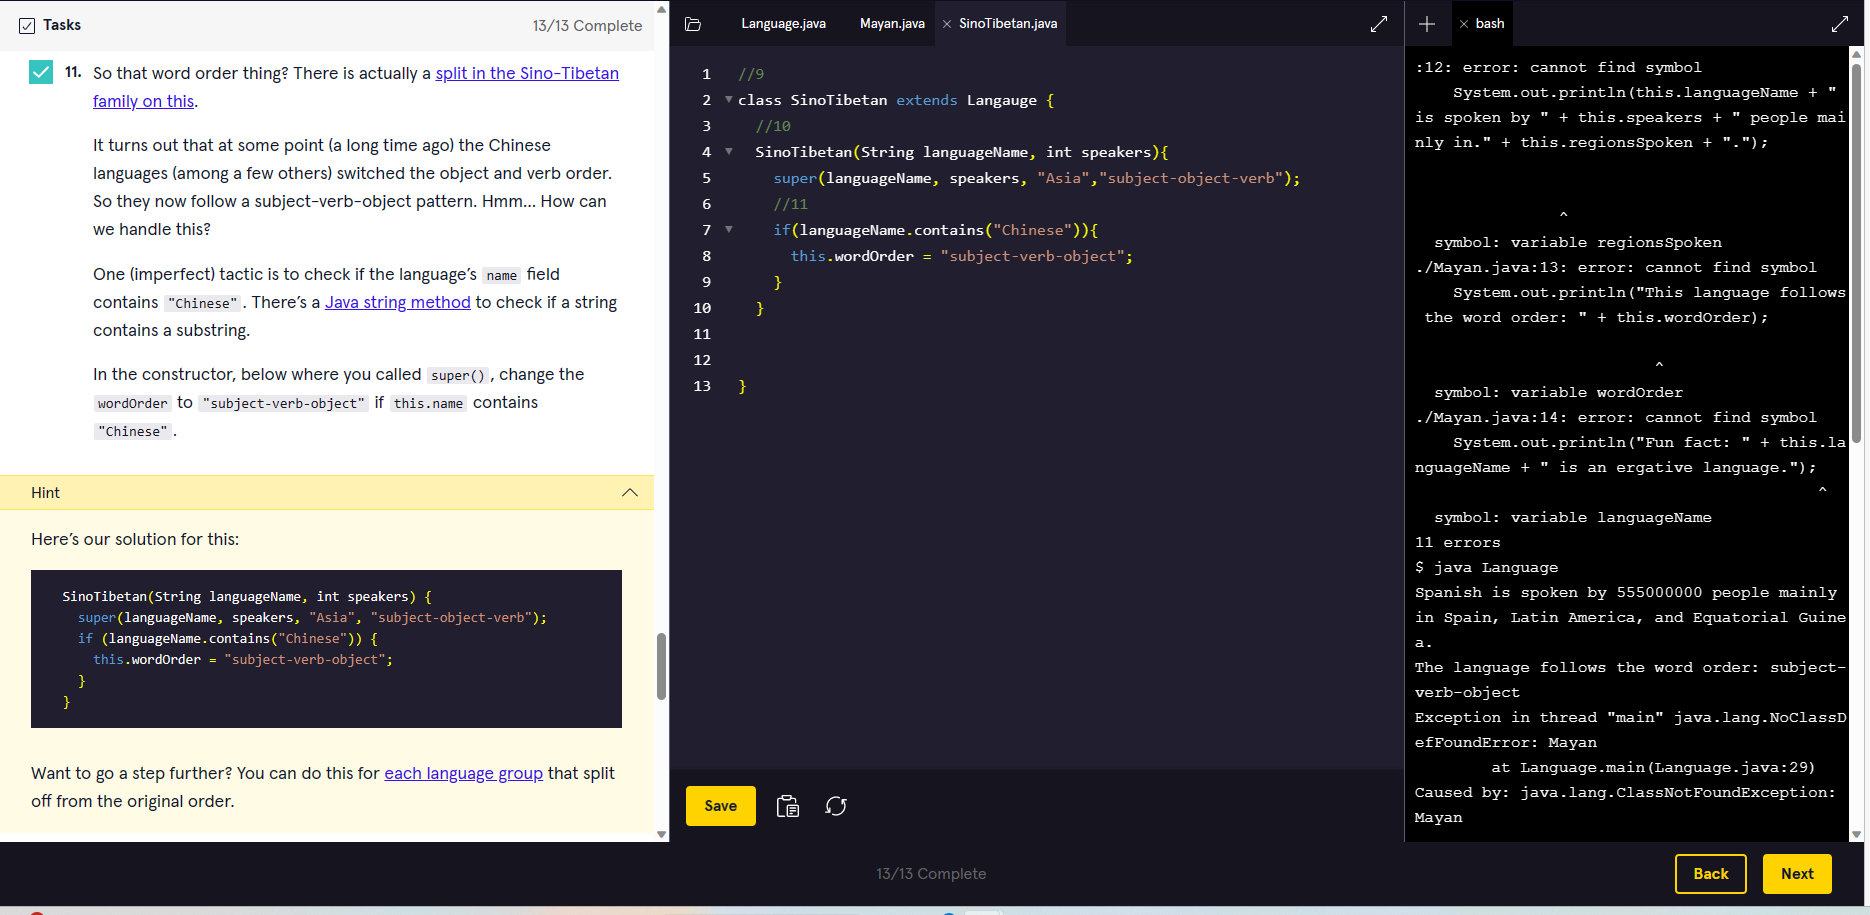 Tasks
13/13 Complete
11. So that word order thing? There is actually a split in the Sino-Tibetan
family on this.
It turns out that at some point (a long time ago) the Chinese
languages (among a few others) switched the object and verb order.
So they now follow a subject-verb-object pattern. Hmm... How can
we handle this?
One (imperfect) tactic is to check if the language's name field
contains "Chinese". There's a Java string method to check if a string
contains a substring.
In the constructor, below where you called super(), change the
wordOrder to "subject-verb-object" if this.name contains
"Chinese".
Hint
Here's our solution for this:
SinoTibetan(String languageName, int speakers) {
super(languageName, speakers, "Asia", "subject-object-verb");
if (languageName.contains("Chinese")) {
this.wordOrder = "subject-verb-object";
}
}
Want to go a step further? You can do this for each language group that split
off from the original order.
Language.java Mayan.java SinoTibetan.java
1 //9
2 class SinoTibetan extends Langauge {
3 //10
4 SinoTibetan(String languageName, int speakers){
5 super(languageName, speakers, "Asia","subject-object-verb");
6 //11
7 if(languageName.contains("Chinese")){
8 this.wordOrder = "subject-verb-object";
9 }
10 }
11
12
13 }
Save
bash
:12: error: cannot find symbol
System.out.println(this.languageName + "
is spoken by " + this.speakers + " people mai
nly in." + this.regionsSpoken + ".");
^
symbol: variable regionsSpoken
./Mayan.java:13: error: cannot find symbol
System.out.println("This language follows
the word order: " + this.wordOrder);
^
symbol: variable wordOrder
./Mayan.java:14: error: cannot find symbol
System.out.println("Fun fact: " + this.la
nguageName + " is an ergative language.");
^
symbol: variable languageName
11 errors
$ java Language
Spanish is spoken by 555000000 people mainly
in Spain, Latin America, and Equatorial Guine
a.
The language follows the word order: subject-
verb-object
Exception in thread "main" java.lang.NoClassD
efFoundError: Mayan
at Language.main(Language.java:29)
Caused by: java.lang.ClassNotFoundException:
Mayan
13/13 Complete
Back
Next